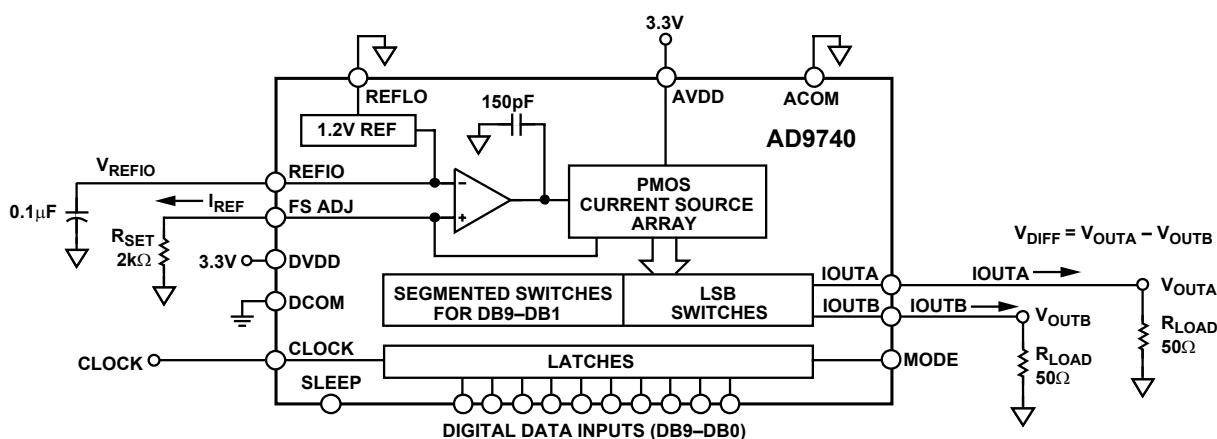 3.3V
REFLO
150pF
AVDD
ACOM
1.2V REF
AD9740
VREFIO
REFIO
PMOS
CURRENT SOURCE
ARRAY
0.1μF
IREF
FS ADJ
RSET
2kΩ
3.3V
DVDD
DCOM
SEGMENTED SWITCHES
FOR DB9–DB1
LSB
SWITCHES
VDIFF = VOUTA – VOUTB
IOUTA
IOUTA
VOUTA
IOUTB
IOUTB
VOUTB
RLOAD
50Ω
RLOAD
50Ω
CLOCK
CLOCK
LATCHES
MODE
SLEEP
DIGITAL DATA INPUTS (DB9–DB0)
−
+